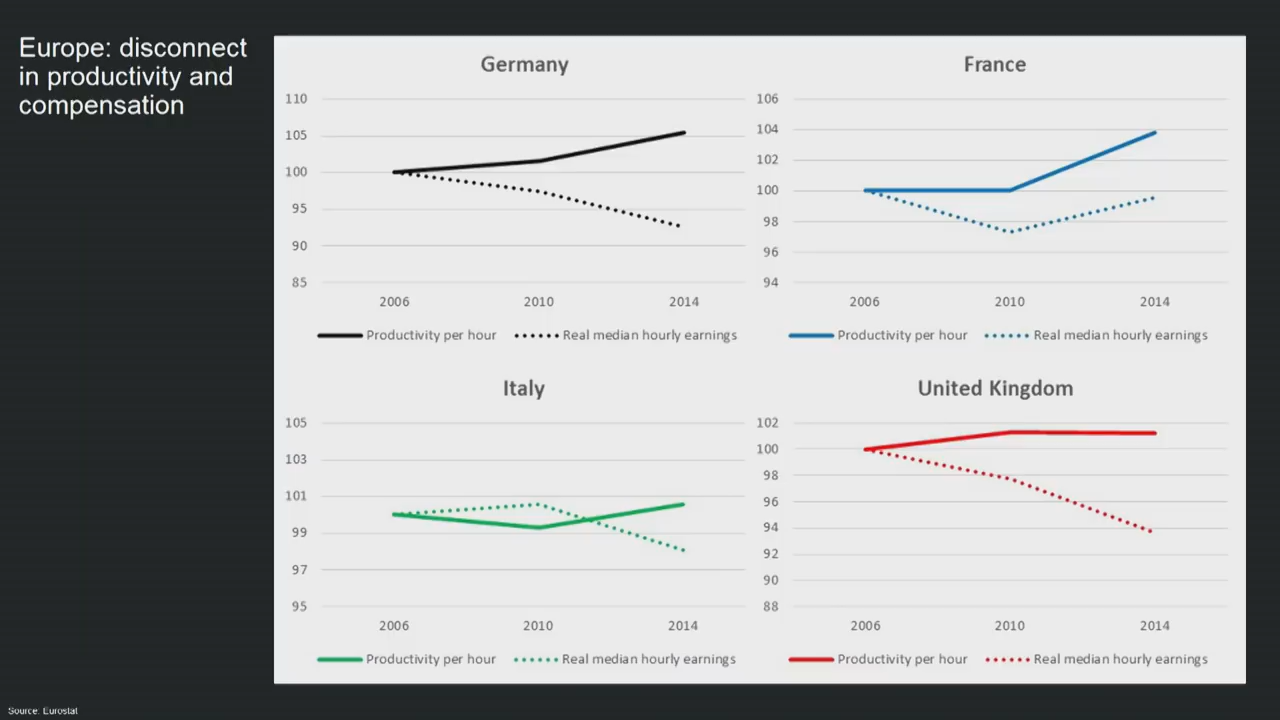 Europe: disconnect
in productivity and
compensation
Germany
110
105
100
95
90
85
2006 2010 2014
Productivity per hour Real median hourly earnings
France
106
104
102
100
98
96
94
2006 2010 2014
Productivity per hour Real median hourly earnings
Italy
105
103
101
99
97
95
2006 2010 2014
Productivity per hour Real median hourly earnings
United Kingdom
102
100
98
96
94
92
90
88
2006 2010 2014
Productivity per hour Real median hourly earnings
Source: Eurostat